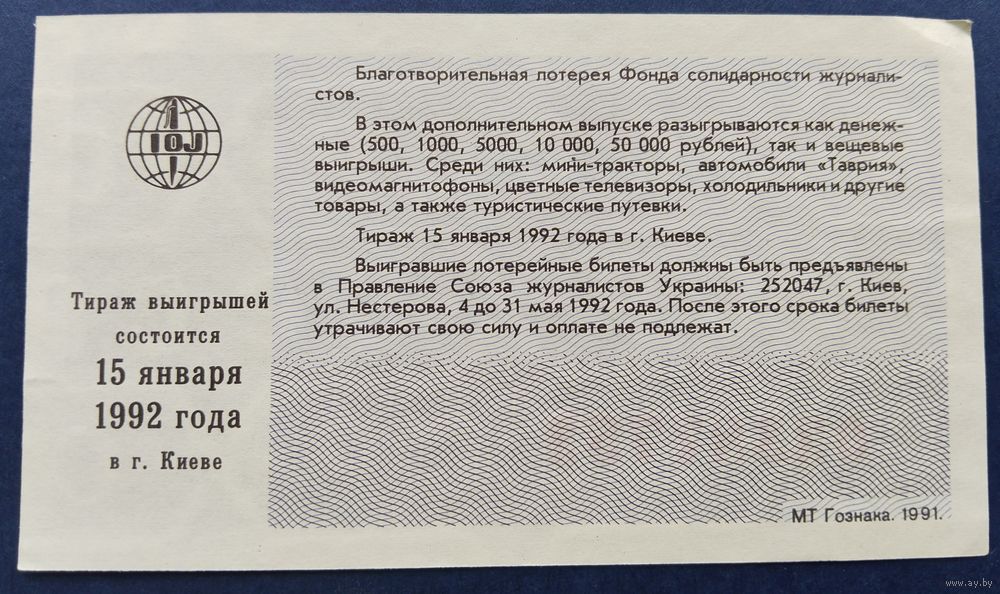 IOJ
Тираж выигрышей
состоится
15 января
1992 года
в г. Киеве
Благотворительная лотерея Фонда солидарности журнали-
стов.
В этом дополнительном выпуске разыгрываются как денеж-
ные (500, 1000, 5000, 10 000, 50 000 рублей), так и вещевые
выигрыши. Среди них: мини-тракторы, автомобили «Таврия»,
видеомагнитофоны, цветные телевизоры, холодильники и другие
товары, а также туристические путевки.
Тираж 15 января 1992 года в г. Киеве.
Выигравшие лотерейные билеты должны быть предъявлены
в Правление Союза журналистов Украины: 252047, г. Киев,
ул. Нестерова, 4 до 31 мая 1992 года. После этого срока билеты
утрачивают свою силу и оплате не подлежат.
МТ Гознака. 1991.
www.ay.by